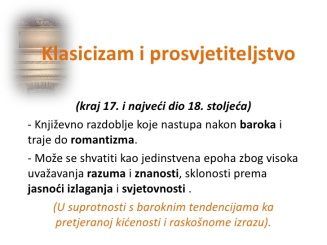 Klasicizam i prosvjetiteljstvo
(kraj 17. i najveći dio 18. stoljeća)
- Književno razdoblje koje nastupa nakon baroka i
traje do romantizma.
- Može se shvatiti kao jedinstvena epoha zbog visoka
uvažavanja razuma i znanosti, sklonosti prema
jasnoći izlaganja i svjetovnosti .
(U suprotnosti s baroknim tendencijama ka
pretjeranoj kićenosti i raskošnome izrazu).